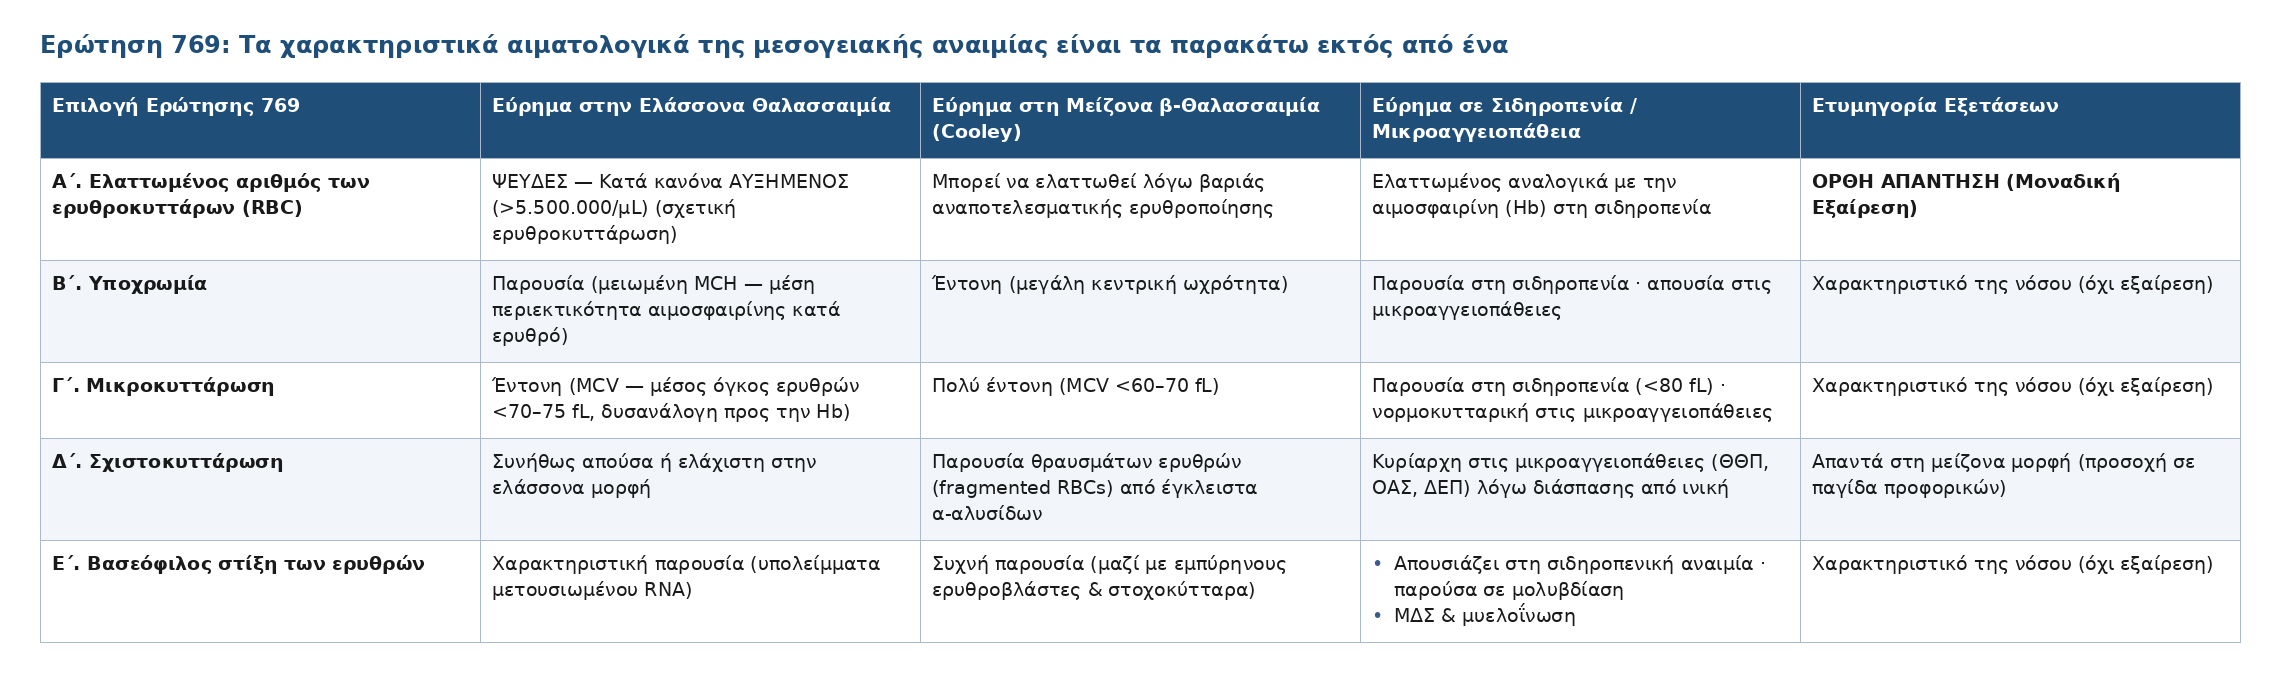 Ερώτηση 769: Τα χαρακτηριστικά αιματολογικά της μεσογειακής αναιμίας είναι τα παρακάτω εκτός από ένα
Επιλογή Ερώτησης 769
Εύρημα στην Ελάσσονα Θαλασσαιμία
Εύρημα στη Μείζονα β-Θαλασσαιμία
(Cooley)
Εύρημα σε Σιδηροπενία /
Μικροαγγειοπάθεια
Ετυμηγορία Εξετάσεων
Α΄. Ελαττωμένος αριθμός των
ερυθροκυττάρων (RBC)
ΨΕΥΔΕΣ — Κατά κανόνα ΑΥΞΗΜΕΝΟΣ
(>5.500.000/μL) (σχετική
ερυθροκυττάρωση)
Μπορεί να ελαττωθεί λόγω βαριάς
αναποτελεσματικής ερυθροποίησης
Ελαττωμένος αναλογικά με την
αιμοσφαιρίνη (Hb) στη σιδηροπενία
ΟΡΘΗ ΑΠΑΝΤΗΣΗ (Μοναδική
Εξαίρεση)
Β΄. Υποχρωμία
Παρουσία (μειωμένη MCH — μέση
περιεκτικότητα αιμοσφαιρίνης κατά
ερυθρό)
Έντονη (μεγάλη κεντρική ωχρότητα)
Παρουσία στη σιδηροπενία · απουσία στις
μικροαγγειοπάθειες
Χαρακτηριστικό της νόσου (όχι εξαίρεση)
Γ΄. Μικροκυττάρωση
Έντονη (MCV — μέσος όγκος ερυθρών
<70–75 fL, δυσανάλογη προς την Hb)
Πολύ έντονη (MCV <60–70 fL)
Παρουσία στη σιδηροπενία (<80 fL) ·
νορμοκυτταρική στις μικροαγγειοπάθειες
Χαρακτηριστικό της νόσου (όχι εξαίρεση)
Δ΄. Σχιστοκυττάρωση
Συνήθως απούσα ή ελάχιστη στην
ελάσσονα μορφή
Παρουσία θραυσμάτων ερυθρών
(fragmented RBCs) από έγκλειστα
α-αλυσίδων
Κυρίαρχη στις μικροαγγειοπάθειες (ΘΘΠ,
ΟΑΣ, ΔΕΠ) λόγω διάσπασης από ινική
Απαντά στη μείζονα μορφή (προσοχή σε
παγίδα προφορικών)
Ε΄. Βασεόφιλος στίξη των ερυθρών
Χαρακτηριστική παρουσία (υπολείμματα
μετουσιωμένου RNA)
Συχνή παρουσία (μαζί με εμπύρηνους
ερυθροβλάστες & στοχοκύτταρα)
• Απουσιάζει στη σιδηροπενική αναιμία ·
παρούσα σε μολυβδίαση
• ΜΔΣ & μυελοΐνωση
Χαρακτηριστικό της νόσου (όχι εξαίρεση)